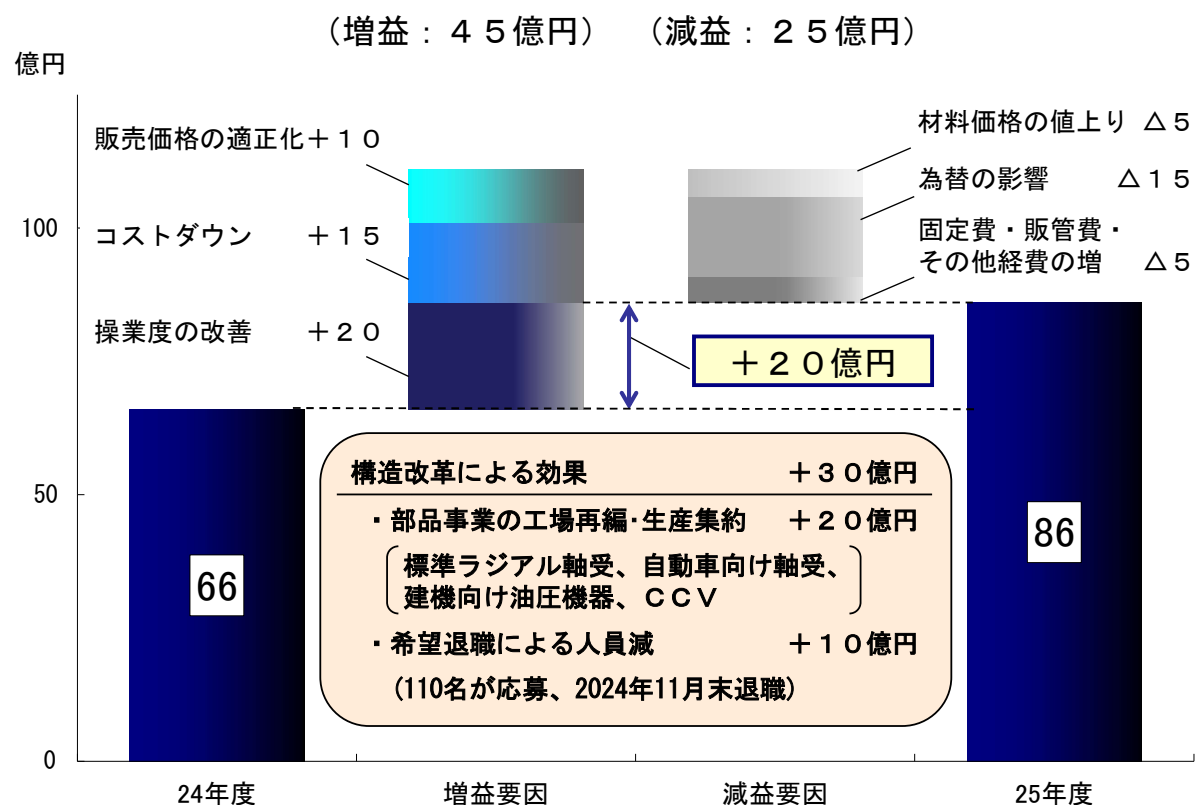 (増益：４５億円)　(減益：２５億円)
億円
販売価格の適正化＋１０
コストダウン　＋１５
操業度の改善　＋２０
材料価格の値上り △５
為替の影響　△１５
固定費・販管費・
その他経費の増　△５
＋２０億円
100
50
0
66
86
構造改革による効果　＋３０億円
・部品事業の工場再編･生産集約　＋２０億円
標準ラジアル軸受、自動車向け軸受、
建機向け油圧機器、ＣＣＶ
・希望退職による人員減　＋１０億円
(110名が応募、2024年11月末退職)
24年度　増益要因　減益要因　25年度